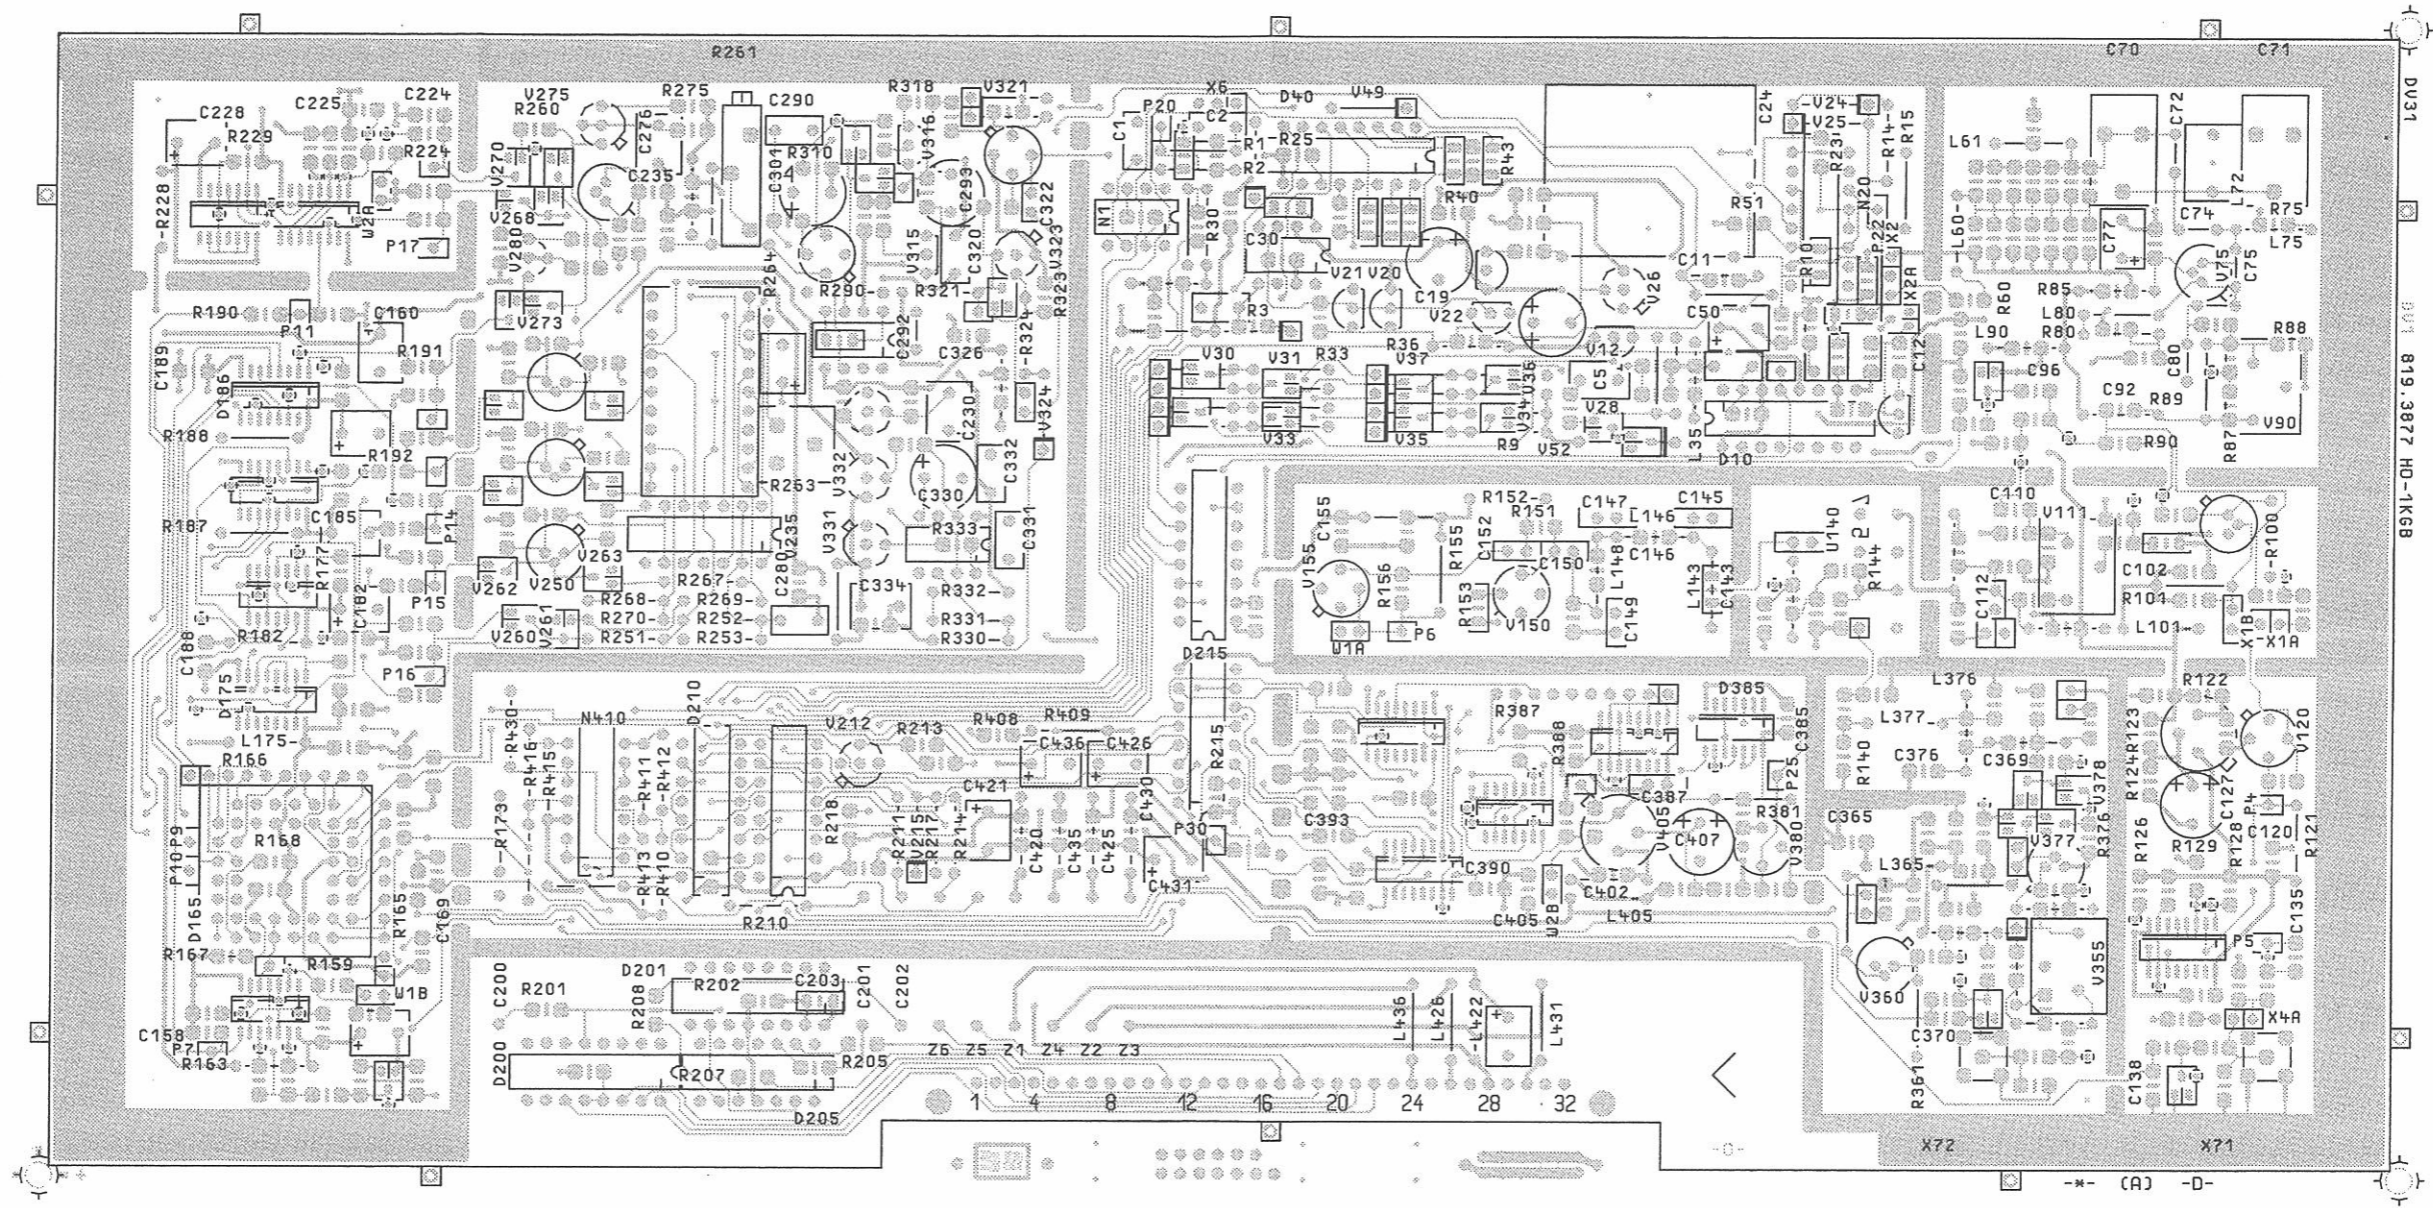 R261
C70 C71
DV31
819.3877 HD-1KGB
C228 R229 C225 C224 R224
V275 R260 C276 R275 C290
R318 V321 X6 P20 C1 C2 D40 V49
C24 -V24- -V25- R15 R14- R23
L61 C72 L72
R228 W2A P17
V270 V268 C235 V280
C301 R310 V316 C293 C322
V315 C320 V323 R323
N1 R1 R2 R25 R30 C30
R43 R40 R51 N20 P22 X2 R10
L60- C77 C74 R75 L75 V75 C75
R190 P11 C160 R191
V273 R264 R290- R321- R324
C292 C326
R3 V21 V20 C19 V22 V26
C11 C50 X2A C12
R60 R85 L80 R80 L90 R88
C189 D186 R188 R192
C230 V324 V332 C332 R263 C330
V30 V31 R33 R36 V37 V36
V33 V35 V34 R9 V12 V28 V52
L35 D10
C96 C92 R89 C80 R90 R87 V90
R187 C185 P14 R177
V263 V250 V262 V235
V331 R333 C331
C155 R152- R151 C152 C147 C146 C145
C146 R155 C150 L148
V155 R156 R153 V150 C149 L143 C143
U140 R144
C110 V111- R100 C102 R101 C112
L101- X1B X1A
C182 P15 R182- C188
V260 V261
R267- R268- R269- R270- R252- R251- R253-
C280 C334 R332- R331- R330-
W1A P6
D175 P16 L175- R166
R430- N410 D210 V212 R213
R408 R409 C436 C426
D215 R215
R387 R388 D385 C385
L376 L377- R140 C376 C369 V378
R122 R123 R124 V120
R416 R415 R411 R412
R173 R413 R410 R218
R211- V215- R217- R214- C421
C420 C435 C425 C430 P30 C431
C393 C390 C387 V405 C407 R381 V380 P25
C402 L405 C405 W2B
C365 L365- V377 R376
C127 P4 C120 R121 R126 R129 R128
P9 P10 R168 D165 R165 C169
R210
R167 R159 W1B
C158 P7 R163
C200 R201 D201 R208 R202 C203 C201 C202
D200 R207 R205 D205
Z6 Z5 Z1 Z4 Z2 Z3
L436 L426 -L422 L431
V360 V355 C370 R361
C135 P5 X4A C138
1 4 8 12 16 20 24 28 32
X72 X71
-*- (A) -D-